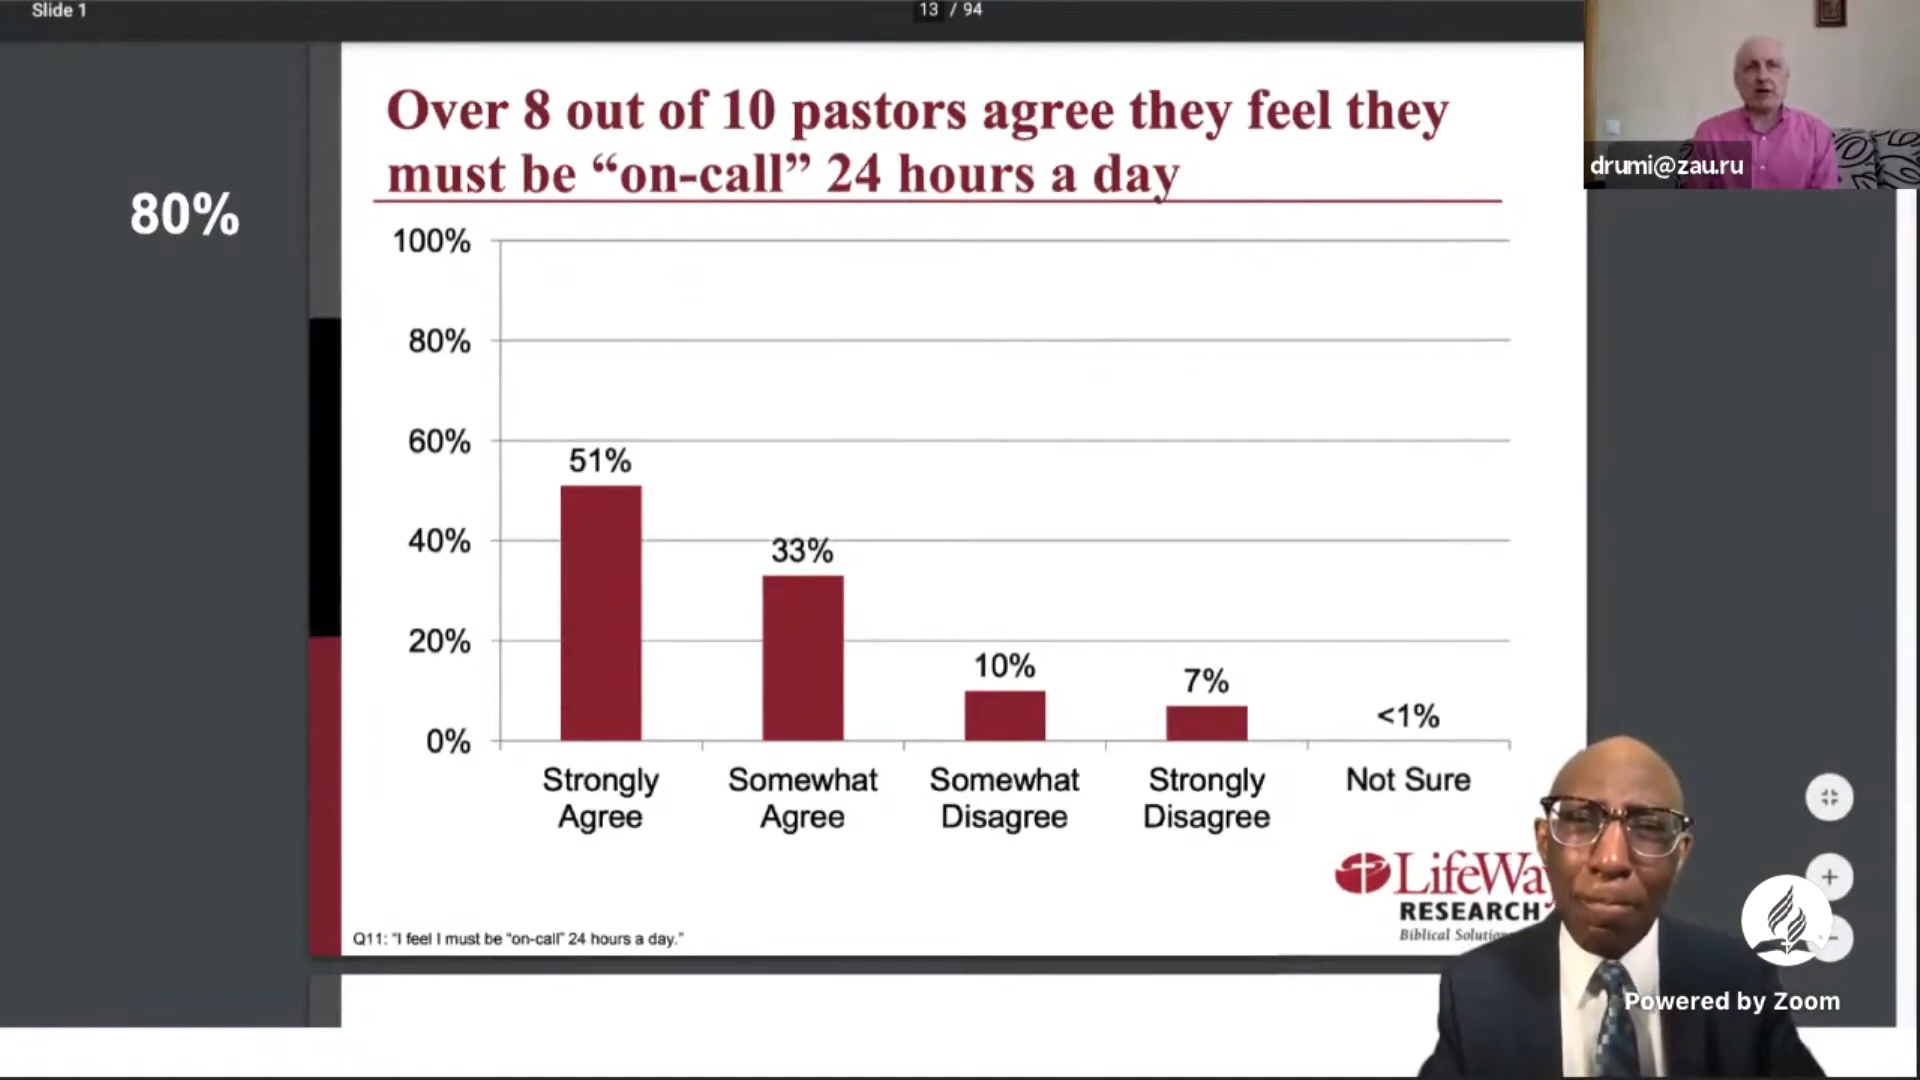 Slide 1
13 / 94
Over 8 out of 10 pastors agree they feel they
must be “on-call” 24 hours a day
80%
drumi@zau.ru
100%
80%
60%
40%
20%
0%
51%
33%
10%
7%
<1%
Strongly
Agree
Somewhat
Agree
Somewhat
Disagree
Strongly
Disagree
Not Sure
LifeWa
RESEARCH
Biblical
Q11: “I feel I must be “on-call” 24 hours a day.”
Powered by Zoom